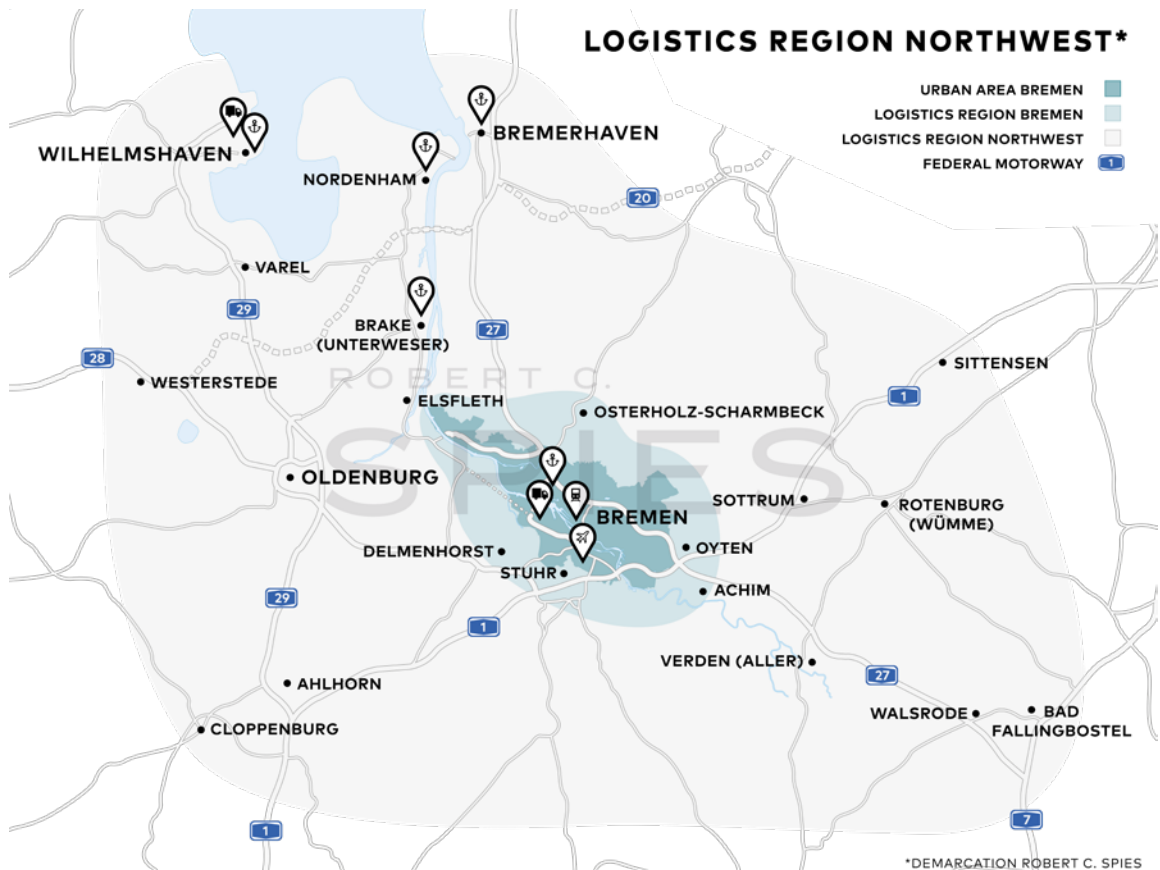 LOGISTICS REGION NORTHWEST*
URBAN AREA BREMEN
LOGISTICS REGION BREMEN
LOGISTICS REGION NORTHWEST
FEDERAL MOTORWAY 1
BREMERHAVEN
WILHELMSHAVEN
NORDENHAM
20
VAREL
29
BRAKE
(UNTERWESER)
27
28
WESTERSTEDE
SITTENSEN
ROBERT C.
SPIES
1
ELSFLETH
OSTERHOLZ-SCHARMBECK
OLDENBURG
SOTTRUM
ROTENBURG
(WÜMME)
BREMEN
DELMENHORST
OYTEN
STUHR
ACHIM
29
1
VERDEN (ALLER)
27
AHLHORN
CLOPPENBURG
WALSRODE
BAD
FALLINGBOSTEL
1
7
*DEMARCATION ROBERT C. SPIES